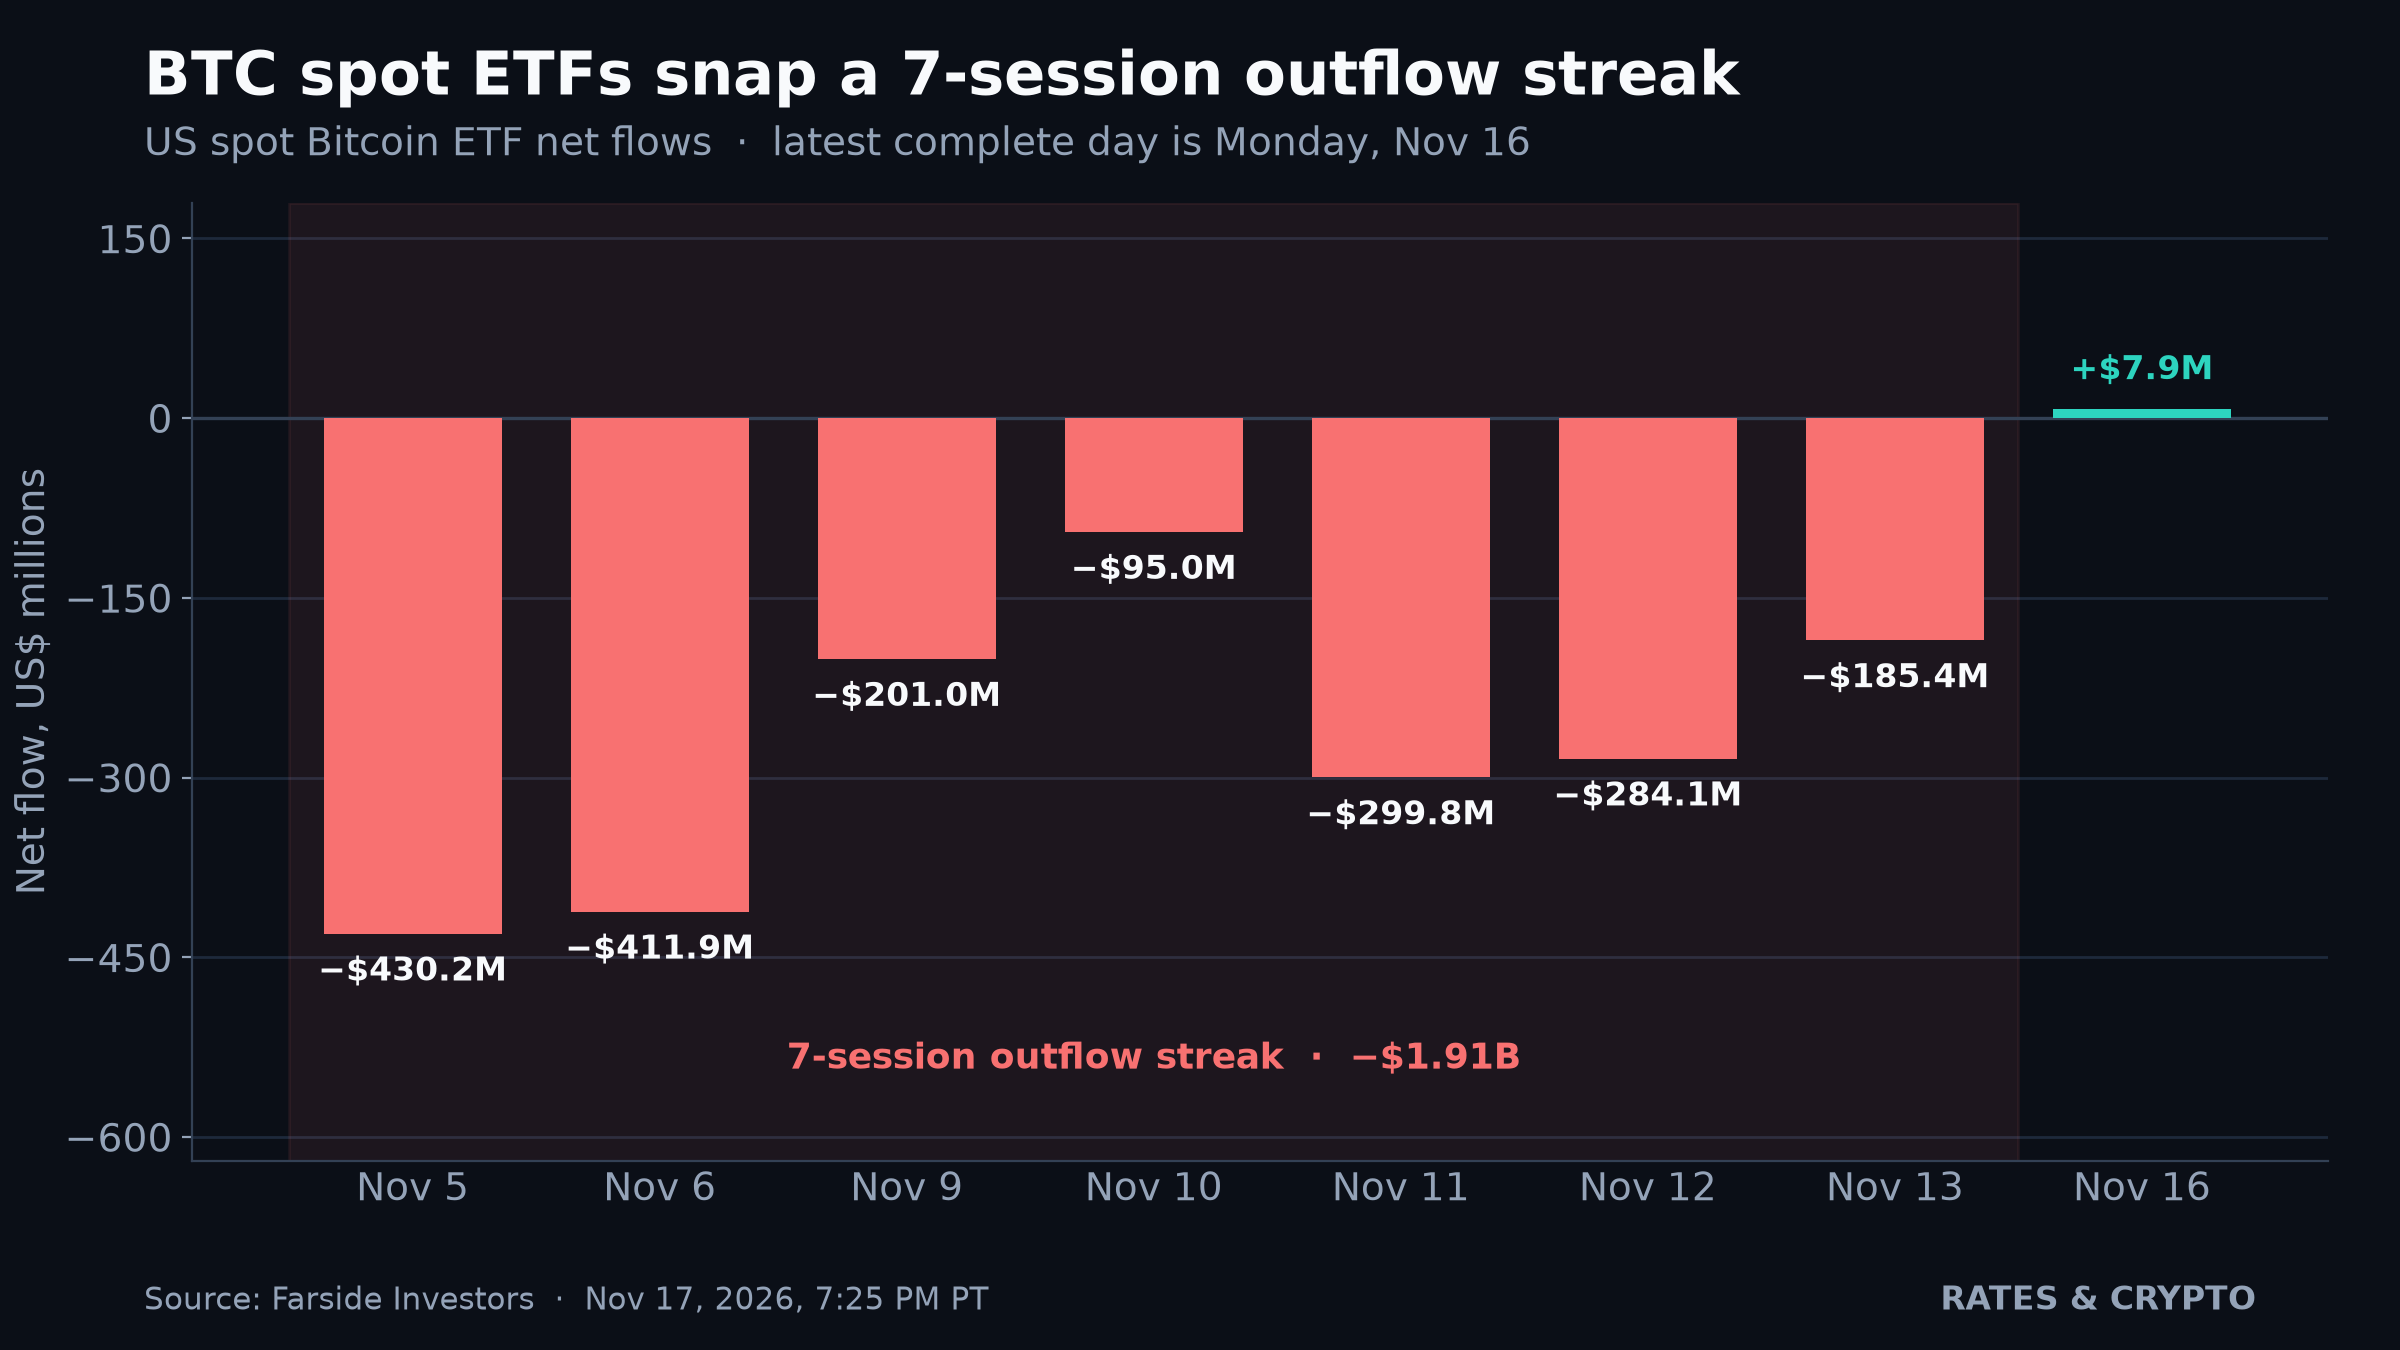 BTC spot ETFs snap a 7-session outflow streak
US spot Bitcoin ETF net flows · latest complete day is Monday, Nov 16
Net flow, US$ millions
150
0
−150
−300
−450
−600
+$7.9M
−$95.0M
−$201.0M
−$185.4M
−$299.8M
−$284.1M
−$430.2M
−$411.9M
7-session outflow streak · −$1.91B
Nov 5
Nov 6
Nov 9
Nov 10
Nov 11
Nov 12
Nov 13
Nov 16
Source: Farside Investors · Nov 17, 2026, 7:25 PM PT
RATES & CRYPTO